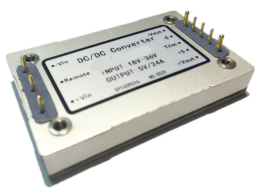 -Vin
DC/DC Converter
-Vout
-S
Trim
+S
+Vout
Remote
INPUT 18V-36V
OUTPUT 5V/24A
+Vin